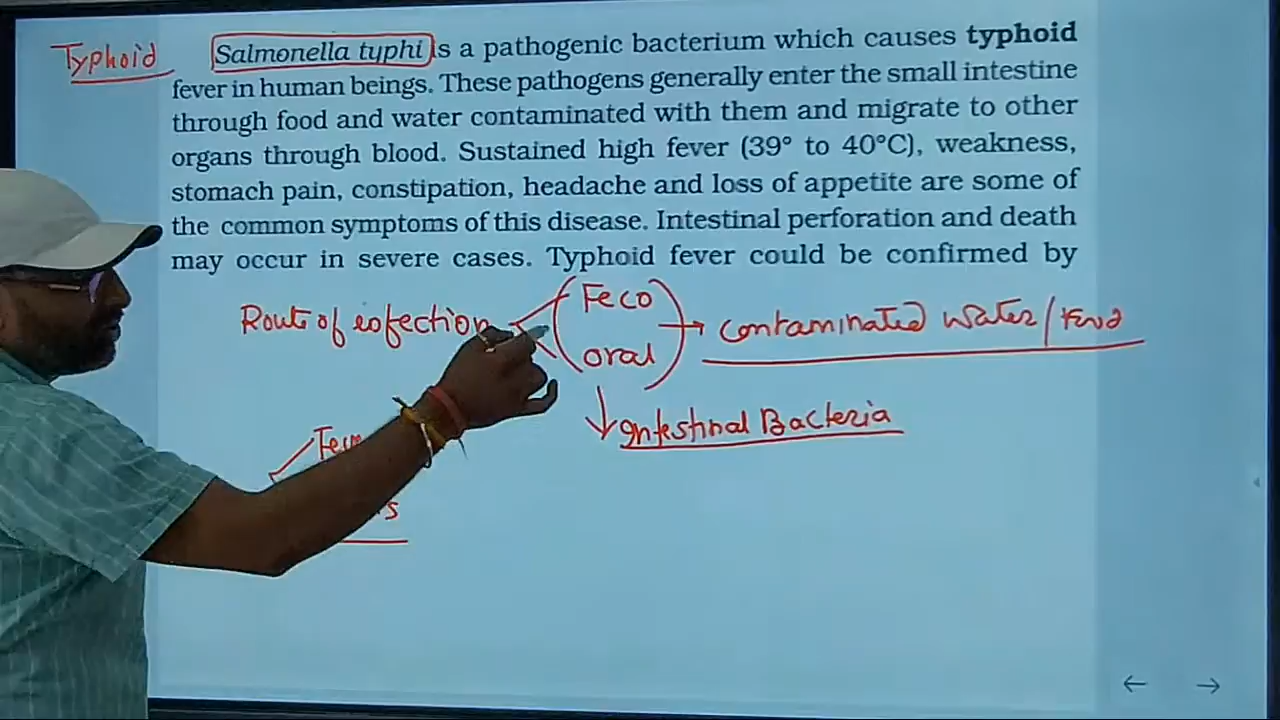 Typhoid
Salmonella typhi is a pathogenic bacterium which causes typhoid
fever in human beings. These pathogens generally enter the small intestine
through food and water contaminated with them and migrate to other
organs through blood. Sustained high fever (39° to 40°C), weakness,
stomach pain, constipation, headache and loss of appetite are some of
the common symptoms of this disease. Intestinal perforation and death
may occur in severe cases. Typhoid fever could be confirmed by
Route of eofection
Feco
oral
contaminated water/
Intestinal Bacteria